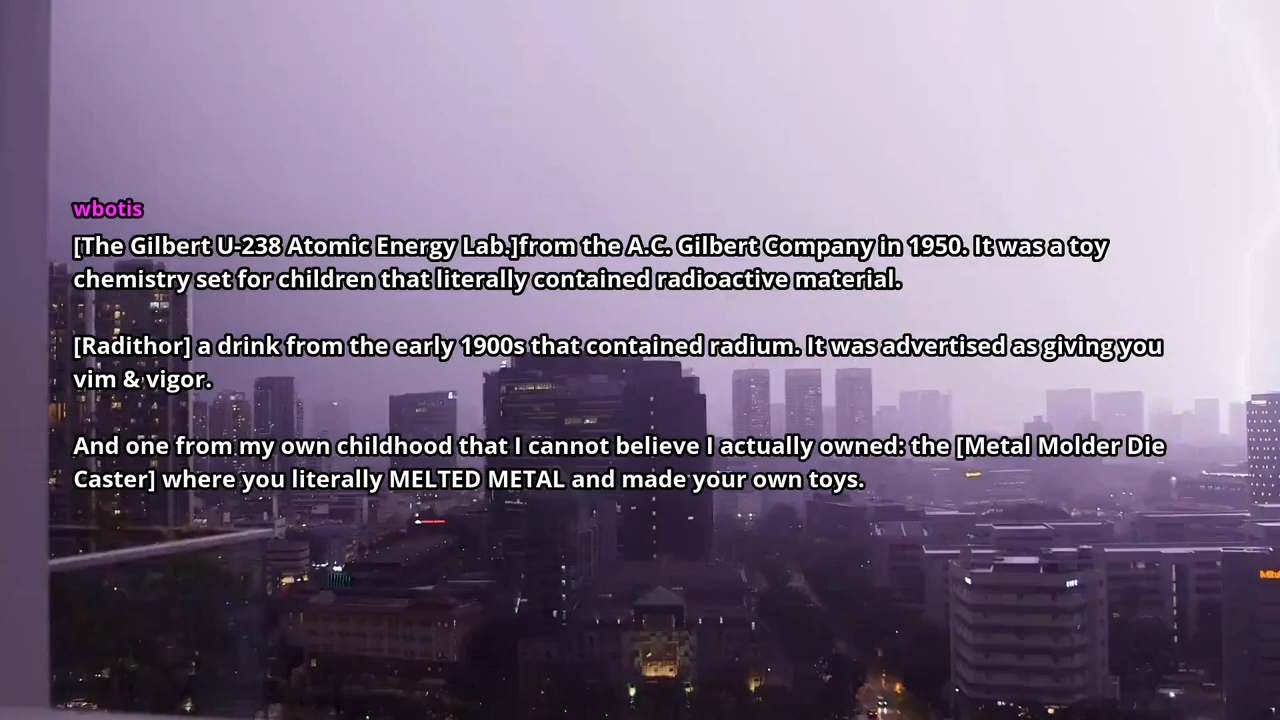 wbotis
[The Gilbert U-238 Atomic Energy Lab.]from the A.C. Gilbert Company in 1950. It was a toy
chemistry set for children that literally contained radioactive material.
[Radithor] a drink from the early 1900s that contained radium. It was advertised as giving you
vim & vigor.
And one from my own childhood that I cannot believe I actually owned: the [Metal Molder Die
Caster] where you literally MELTED METAL and made your own toys.